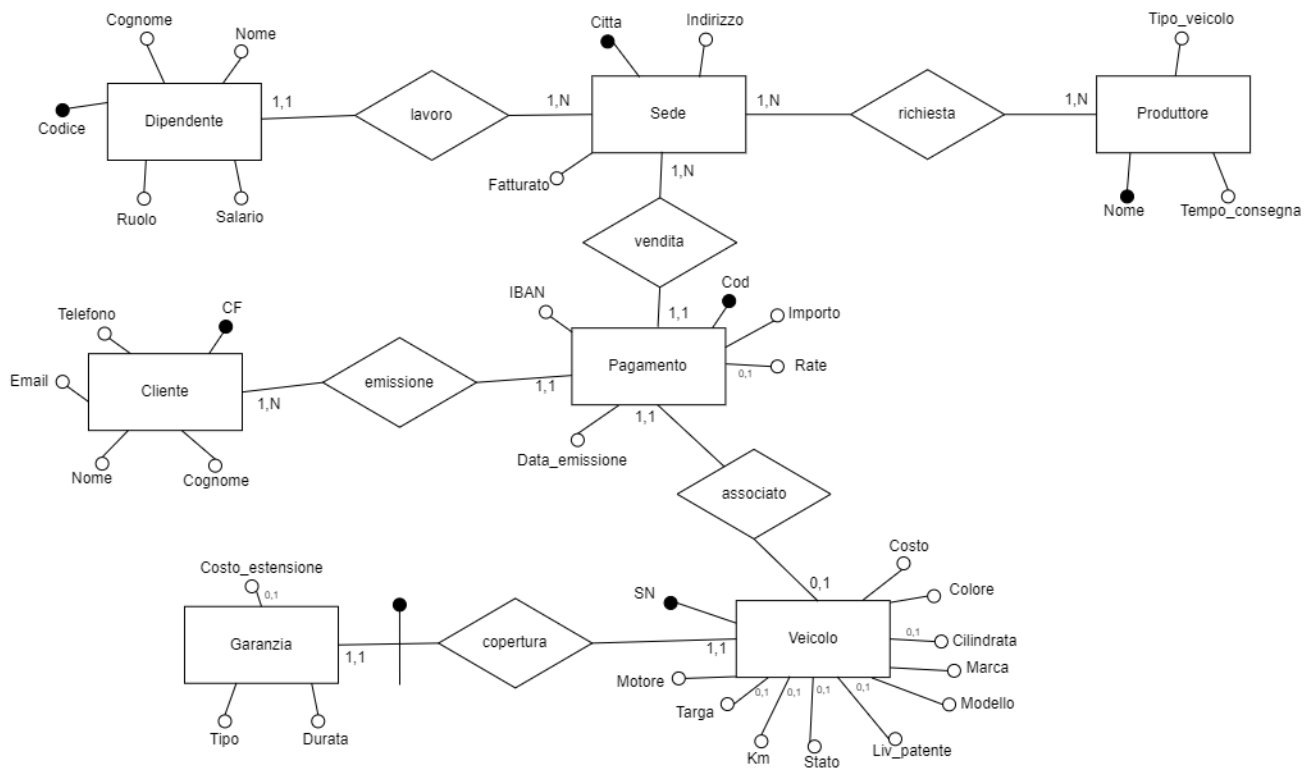 Cognome
Nome
Codice
Dipendente
Ruolo
Salario
1,1
lavoro
1,N
Citta
Indirizzo
Sede
Fatturato
1,N
1,N
richiesta
1,N
Tipo_veicolo
Produttore
Nome
Tempo_consegna
vendita
1,1
IBAN
Cod
Importo
Pagamento
Rate
0,1
Data_emissione
1,1
1,1
Telefono
CF
Email
Cliente
Nome
Cognome
1,N
emissione
associato
0,1
Costo_estensione
0,1
Garanzia
Tipo
Durata
1,1
copertura
1,1
SN
Costo
Colore
Veicolo
0,1
Cilindrata
Marca
Modello
Motore
Targa
0,1
Km
0,1
Stato
0,1
Liv_patente
0,1